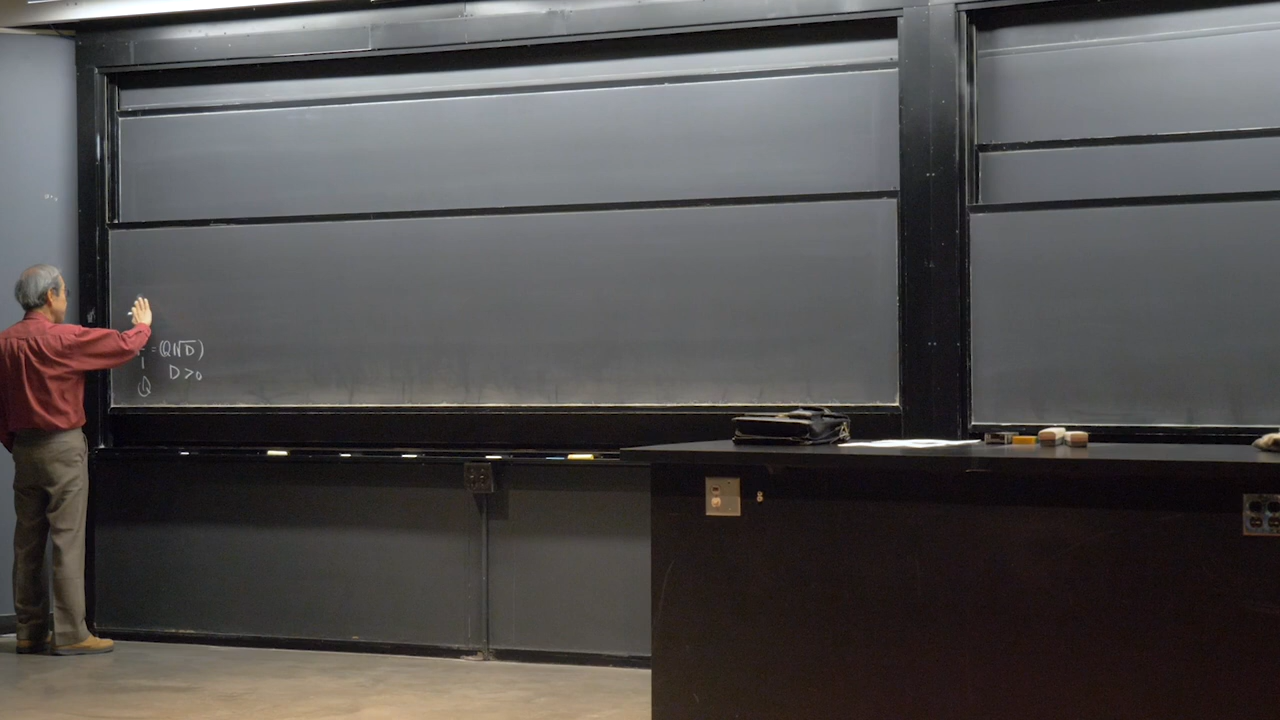 F = Q(√D)
|   D>0
Q